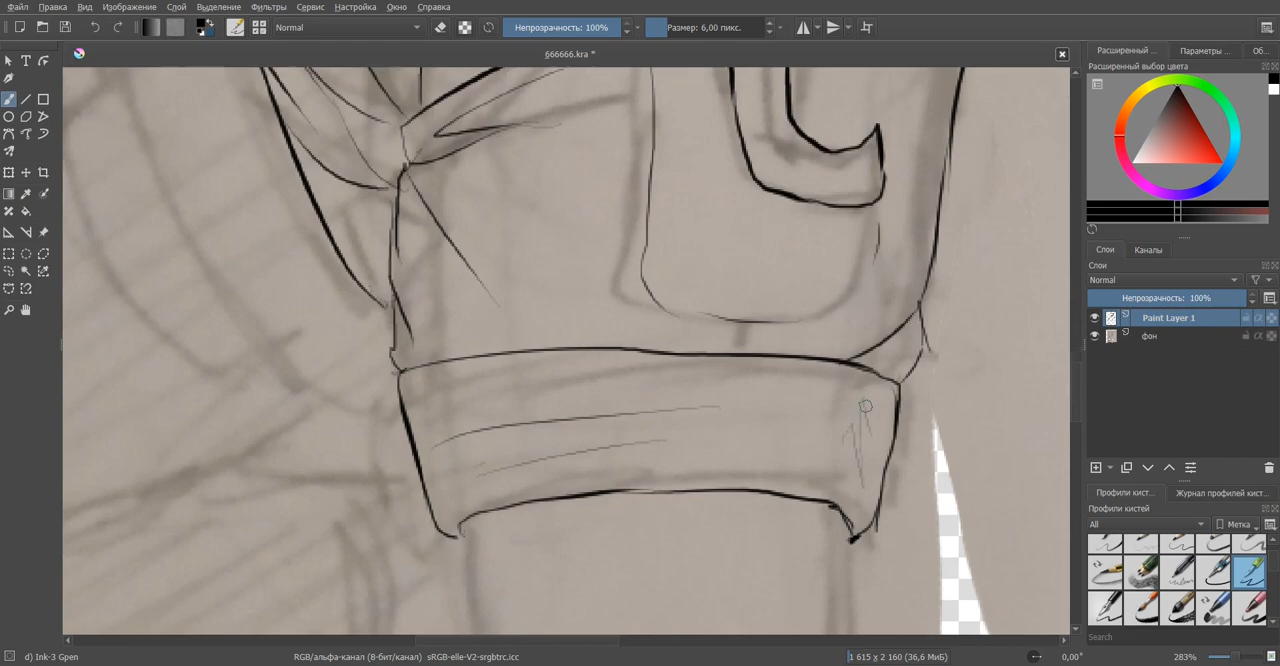 Файл Правка Вид Изображение Слой Выделение Фильтры Сервис Настройка Окно Справка
Normal Непрозрачность: 100% Размер: 6,00 пикс.
666666.kra *
Расширенный ... Параметры ... Об...
Расширенный выбор цвета
Слои Каналы
Слои
Normal
Непрозрачность: 100%
Paint Layer 1
фон
Профили кист... Журнал профилей кист...
Профили кистей
All Метка
Search
d) Ink-3 Gpen RGB/альфа-канал (8-бит/канал) sRGB-elle-V2-srgbtrc.icc 1 615 x 2 160 (36,6 МиБ) 0,00° 283%